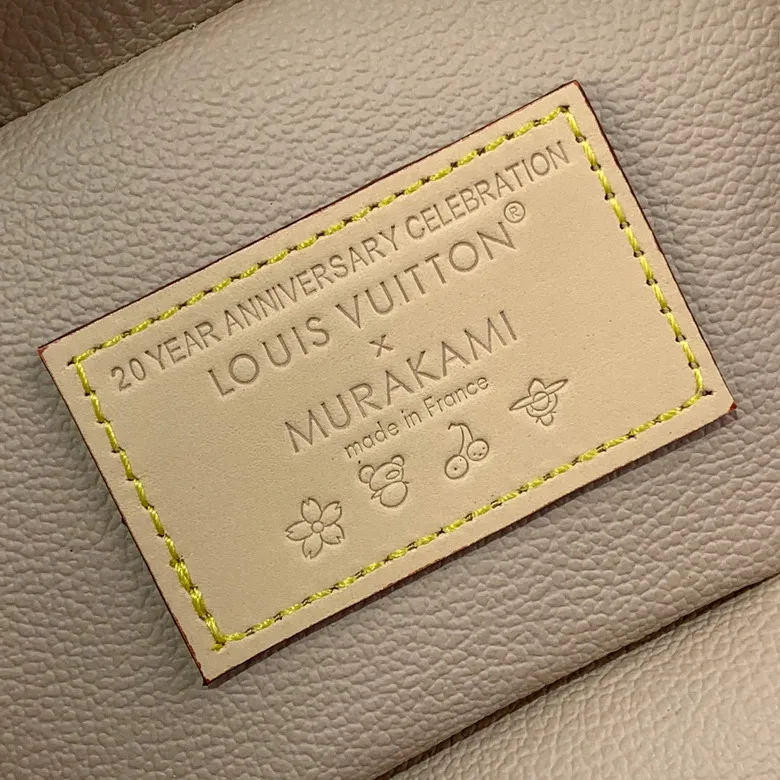 20 YEAR ANNIVERSARY CELEBRATION
LOUIS VUITTON®
x
MURAKAMI
made in France